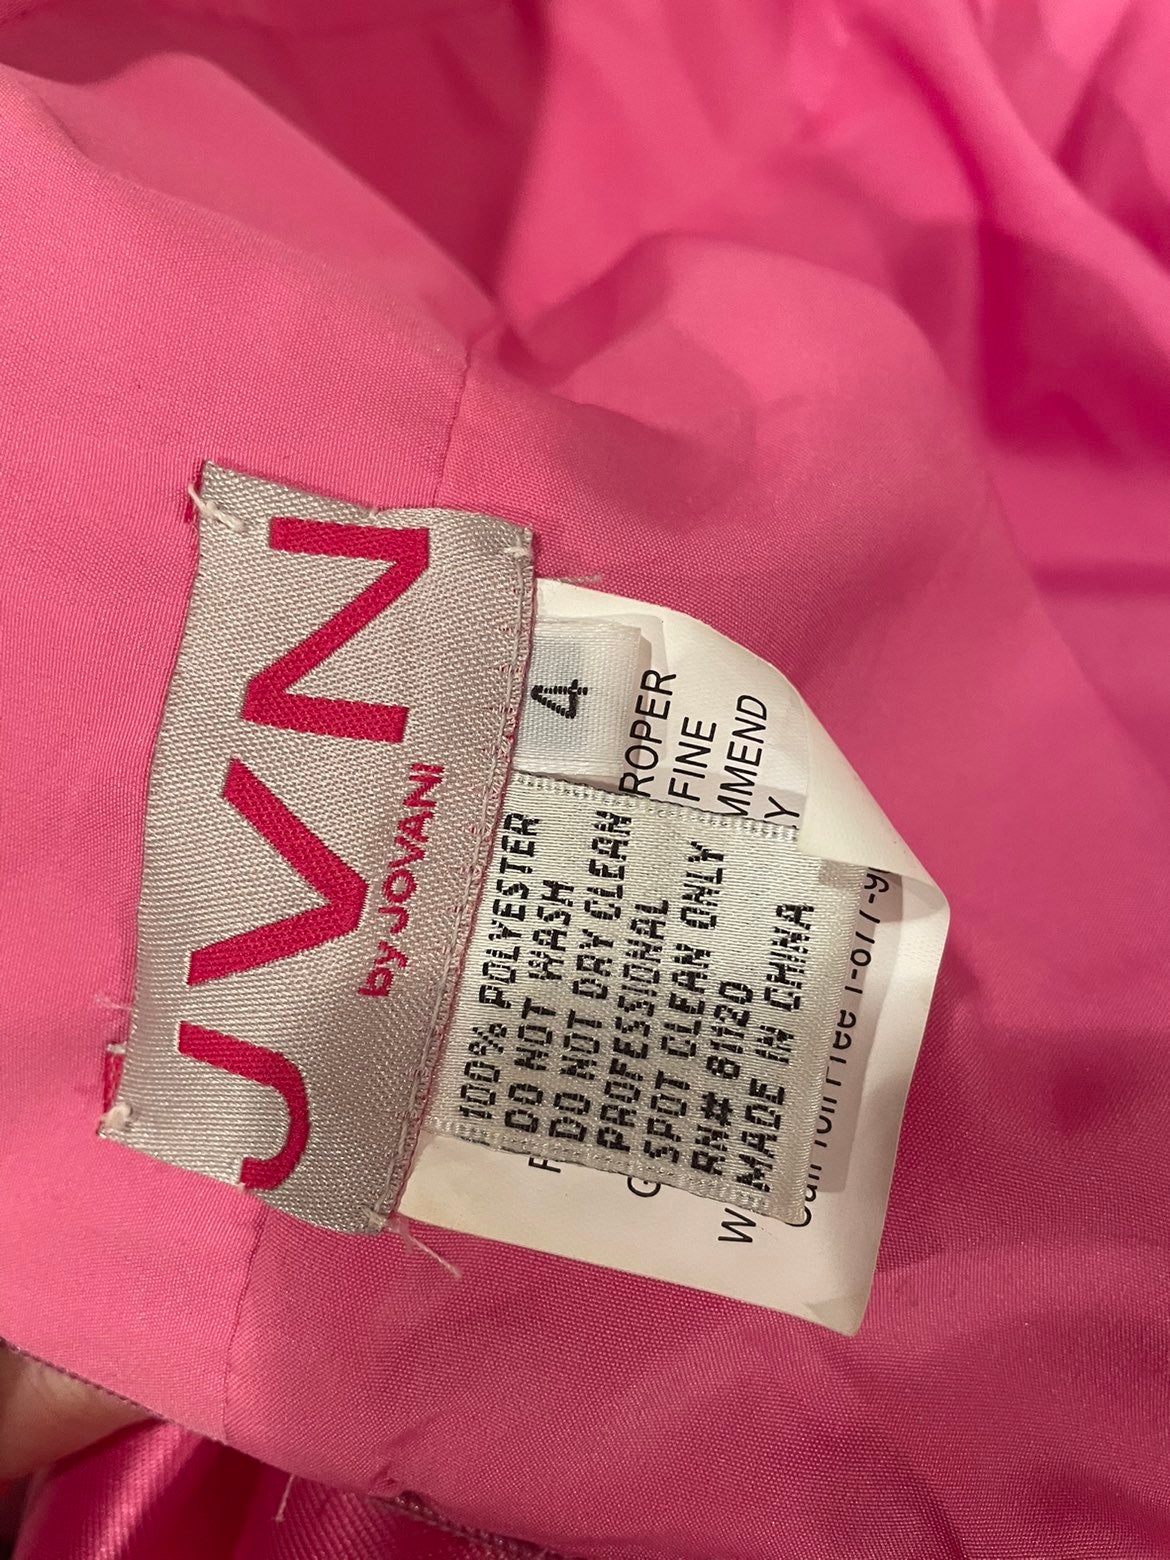 JVN
by JOVANI
4
100% POLYESTER
DO NOT WASH
DO NOT DRY CLEAN
PROFESSIONAL
SPOT CLEAN ONLY
RN# 81120
MADE IN CHINA
ROPER
FINE
MMEND
Y